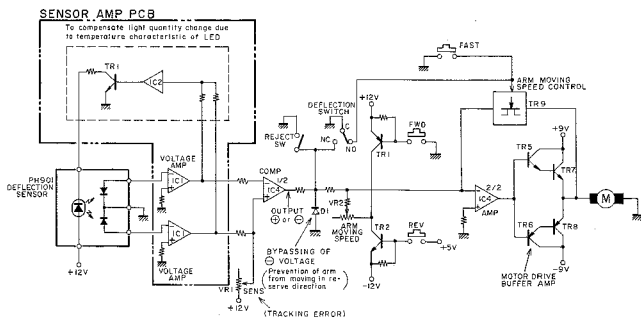 SENSOR AMP PCB
To compensate light quantity change due
to temperature characteristic of LED
TR1
IC2
FAST
ARM MOVING
SPEED CONTROL
TR9
+12V
DEFLECTION
SWITCH
REJECT
SW
NC
C
NO
TR1
FWD
+9V
TR5
TR7
PH901
DEFLECTION
SENSOR
VOLTAGE
AMP
IC1
COMP
1/2
IC4
OUTPUT
⊕ or ⊖
D1
VR2
ARM
MOVING
SPEED
2/2
IC4
AMP
M
IC1
VOLTAGE
AMP
BYPASSING OF
⊖ VOLTAGE
(Prevention of arm
from moving in re-
serve direction)
TR2
REV
+5V
TR6
TR8
-12V
-9V
MOTOR DRIVE
BUFFER AMP
+12V
VR1
SENS
+12V
(TRACKING ERROR)